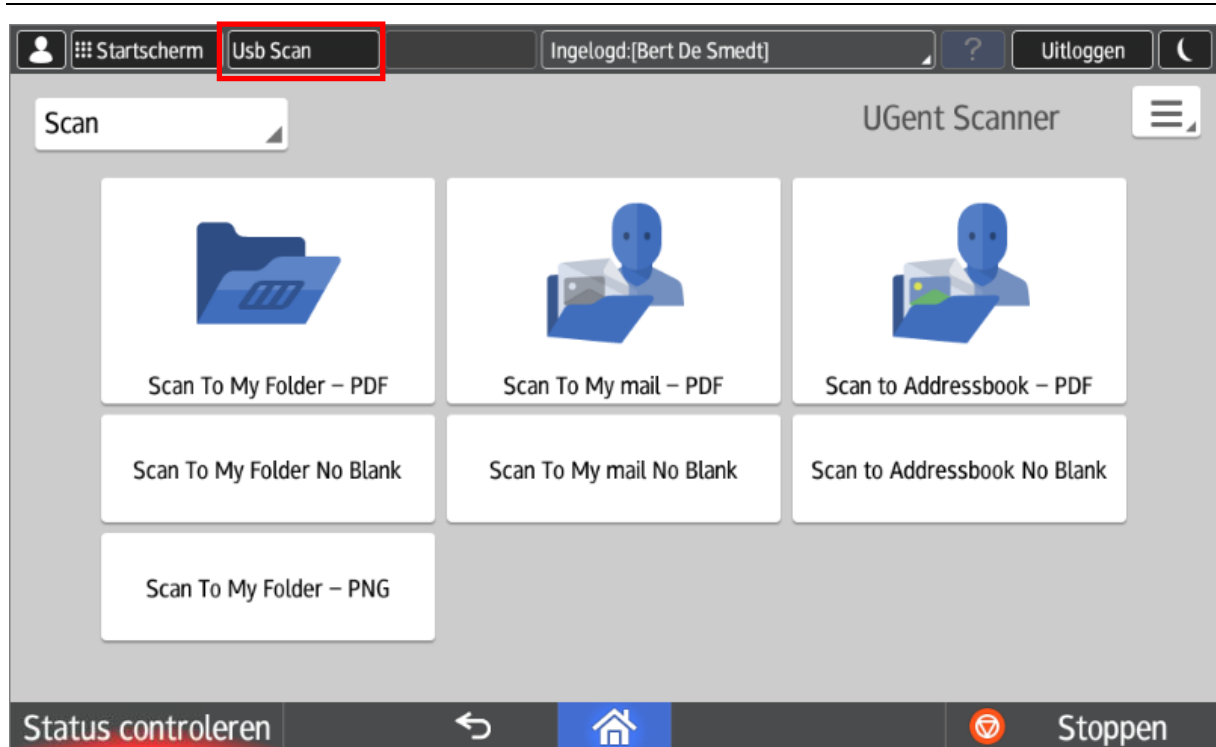 Startscherm Usb Scan Ingelogd:[Bert De Smedt] ? Uitloggen
Scan UGent Scanner
Scan To My Folder – PDF Scan To My mail – PDF Scan to Addressbook – PDF
Scan To My Folder No Blank Scan To My mail No Blank Scan to Addressbook No Blank
Scan To My Folder – PNG
Status controleren Stoppen